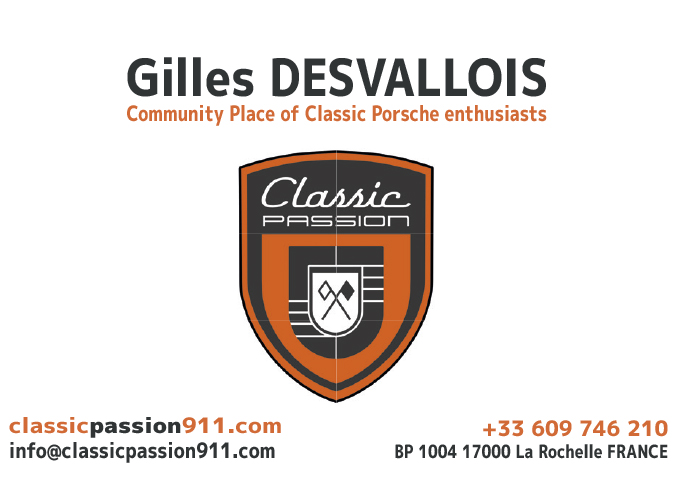 Gilles DESVALLOIS
Community Place of Classic Porsche enthusiasts
Classic
PASSION
classicpassion911.com
info@classicpassion911.com
+33 609 746 210
BP 1004 17000 La Rochelle FRANCE